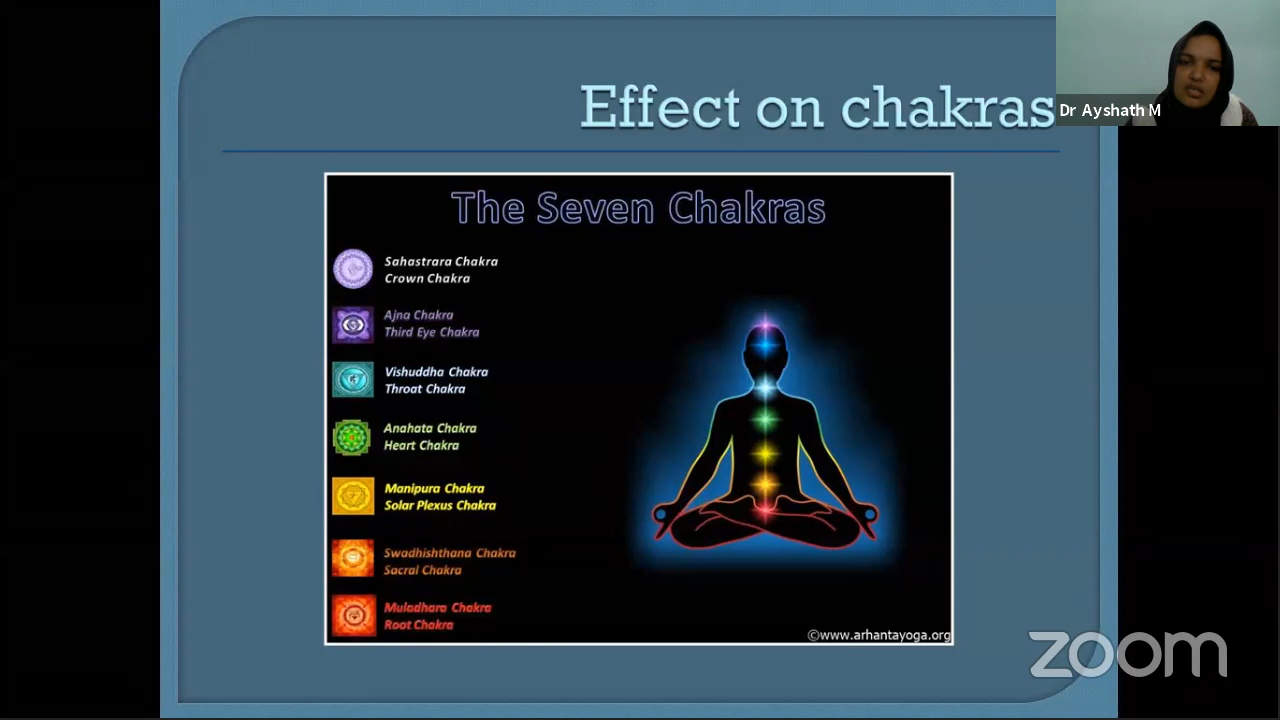 Effect on chakras
Dr Ayshath M
The Seven Chakras
Sahastrara Chakra
Crown Chakra
Ajna Chakra
Third Eye Chakra
Vishuddha Chakra
Throat Chakra
Anahata Chakra
Heart Chakra
Manipura Chakra
Solar Plexus Chakra
Swadhishthana Chakra
Sacral Chakra
Muladhara Chakra
Root Chakra
©www.arhantayoga.org
zoom